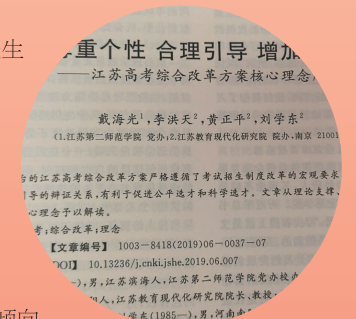 生
重个性 合理引导 增加
——江苏高考综合改革方案核心理念
戴海光¹,李洪天²,黄正平²,刘学东²
(1.江苏第二师范学院 党办;2.江苏教育现代化研究院 院办,南京 21001
的江苏高考综合改革方案严格遵循了考试招生制度改革的宏观要求
导的辩证关系,有利于促进公平选才和科学选才。文章从理论支撑、
心理念予以解读。
考;综合改革;理念
【文章编号】 1003-8418(2019)06-0037-07
DOI】 10.13236/j.cnki.jshe.2019.06.007
—),男,江苏滨海人,江苏第二师范学院党办校办
人,江苏教育现代化研究院院长、教授
学东(1985—),男,河南
倾向